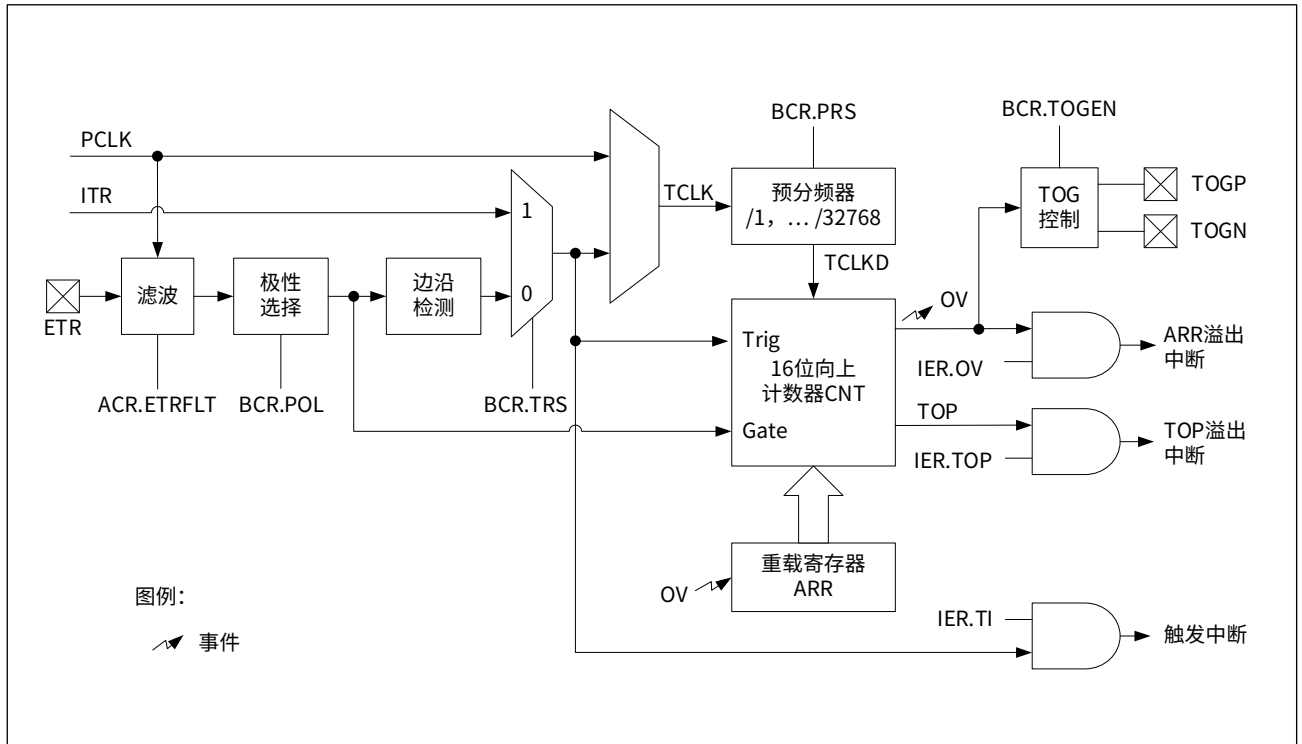 BCR.PRS
BCR.TOGEN
PCLK
ITR
TCLK
预分频器
/1，… /32768
TOG
控制
TOGP
TOGN
1
0
TCLKD
ETR
滤波
极性
选择
边沿
检测
OV
Trig
16位向上
计数器CNT
Gate
IER.OV
ARR溢出
中断
ACR.ETRFLT
BCR.POL
BCR.TRS
TOP
IER.TOP
TOP溢出
中断
重载寄存器
ARR
OV
图例：
事件
IER.TI
触发中断